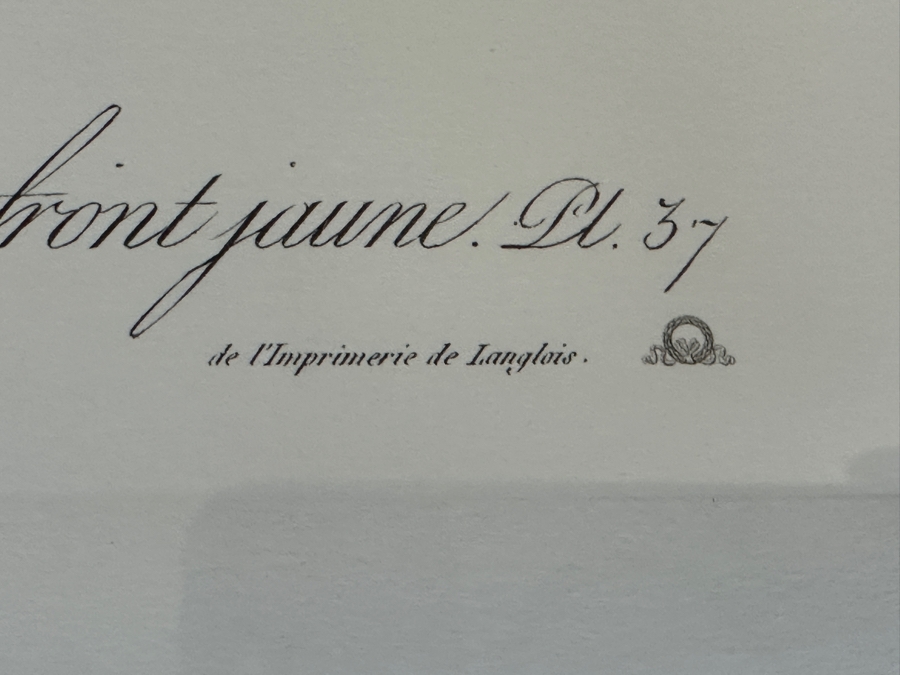 front jaune. Pl. 37
de l'Imprimerie de Langlois.